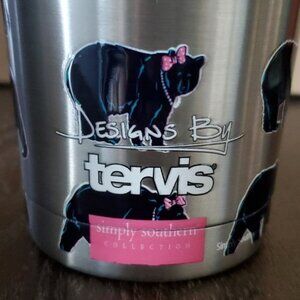 DESIGNS BY
tervis®
simply southern
COLLECTION